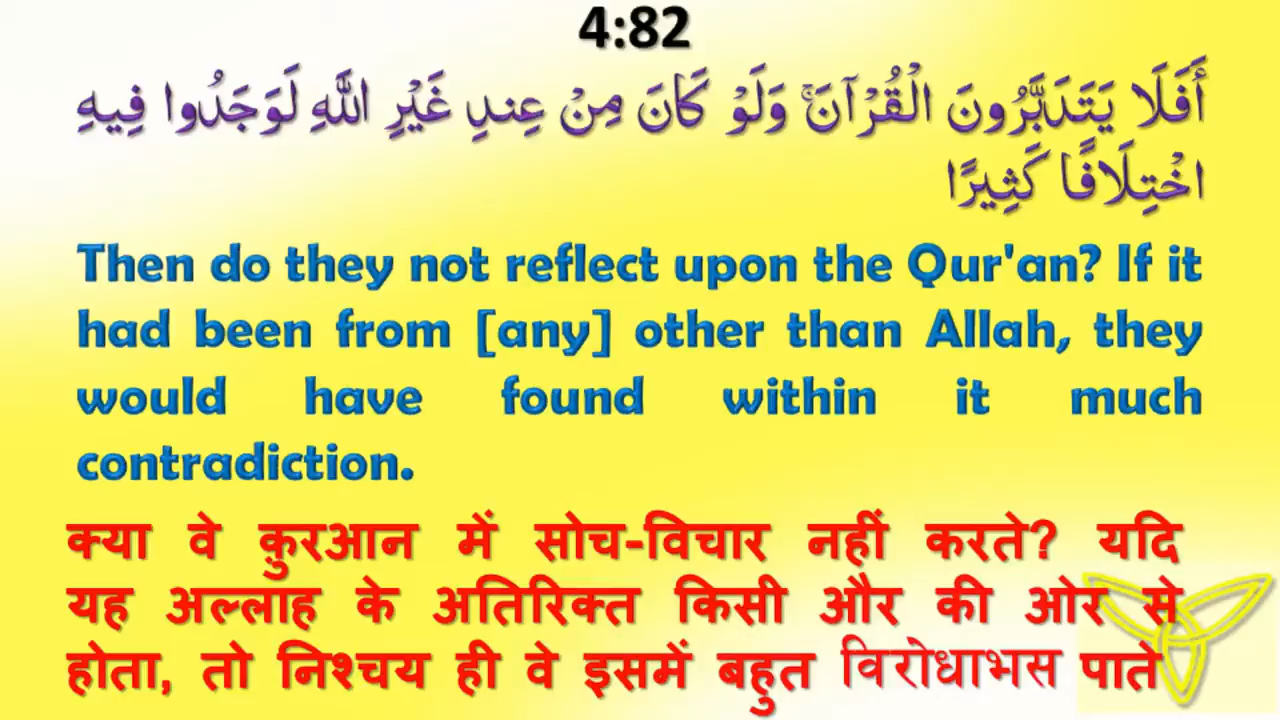 4:82
أَفَلَا يَتَدَبَّرُونَ الْقُرْآنَ ۚ وَلَوْ كَانَ مِنْ عِندِ غَيْرِ اللَّهِ لَوَجَدُوا فِيهِ
اخْتِلَافًا كَثِيرًا
Then do they not reflect upon the Qur'an? If it
had been from [any] other than Allah, they
would have found within it much
contradiction.
क्या वे क़ुरआन में सोच-विचार नहीं करते? यदि
यह अल्लाह के अतिरिक्त किसी और की ओर से
होता, तो निश्चय ही वे इसमें बहुत विरोधाभस पाते